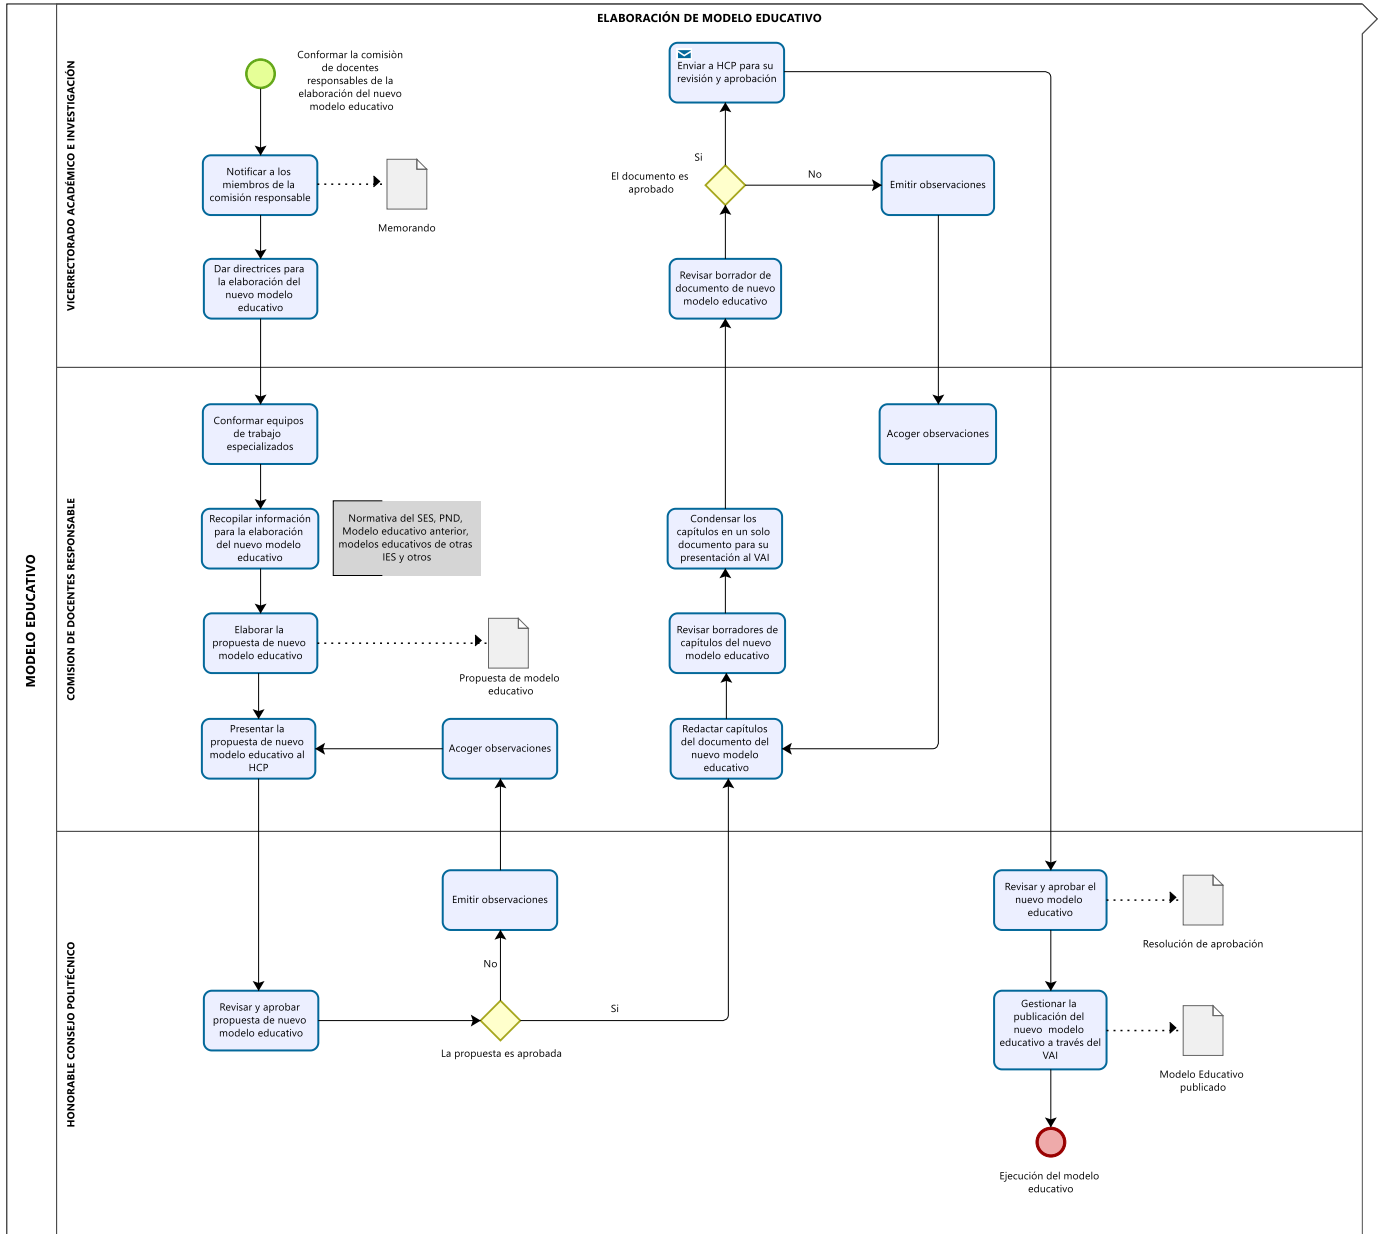 ELABORACIÓN DE MODELO EDUCATIVO
MODELO EDUCATIVO
VICERRECTORADO ACADÉMICO E INVESTIGACIÓN
Conformar la comisiòn
de docentes
responsables de la
elaboración del nuevo
modelo educativo
Notificar a los
miembros de la
comisión responsable
Memorando
Dar directrices para
la elaboración del
nuevo modelo
educativo
Enviar a HCP para su
revisión y aprobación
Si
El documento es
aprobado
No
Emitir observaciones
Revisar borrador de
documento de nuevo
modelo educativo
COMISION DE DOCENTES RESPONSABLE
Conformar equipos
de trabajo
especializados
Recopilar información
para la elaboración
del nuevo modelo
educativo
Normativa del SES, PND,
Modelo educativo anterior,
modelos educativos de otras
IES y otros
Elaborar la
propuesta de nuevo
modelo educativo
Propuesta de modelo
educativo
Presentar la
propuesta de nuevo
modelo educativo al
HCP
Acoger observaciones
Acoger observaciones
Condensar los
capítulos en un solo
documento para su
presentación al VAI
Revisar borradores de
capitulos del nuevo
modelo educativo
Redactar capítulos
del documento del
nuevo modelo
educativo
HONORABLE CONSEJO POLITÉCNICO
Emitir observaciones
No
Revisar y aprobar
propuesta de nuevo
modelo educativo
Si
La propuesta es aprobada
Revisar y aprobar el
nuevo modelo
educativo
Resolución de aprobación
Gestionar la
publicación del
nuevo modelo
educativo a través del
VAI
Modelo Educativo
publicado
Ejecución del modelo
educativo